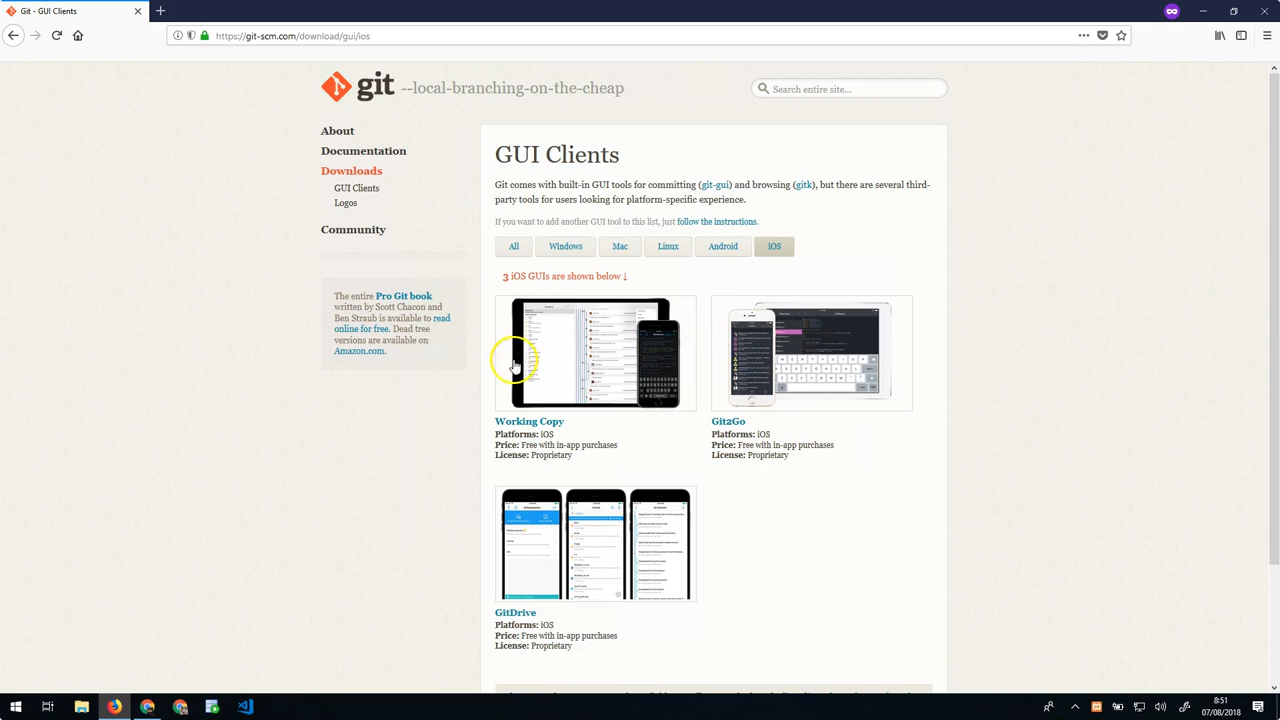 Git - GUI Clients
https://git-scm.com/download/gui/ios
git --local-branching-on-the-cheap
Search entire site...
About
Documentation
Downloads
GUI Clients
Logos
Community
The entire Pro Git book
written by Scott Chacon and
Ben Straub is available to read
online for free. Dead tree
versions are available on
Amazon.com.
GUI Clients
Git comes with built-in GUI tools for committing (git-gui) and browsing (gitk), but there are several third-
party tools for users looking for platform-specific experience.
If you want to add another GUI tool to this list, just follow the instructions.
All Windows Mac Linux Android iOS
3 iOS GUIs are shown below ↓
Working Copy
Platforms: iOS
Price: Free with in-app purchases
License: Proprietary
Git2Go
Platforms: iOS
Price: Free with in-app purchases
License: Proprietary
GitDrive
Platforms: iOS
Price: Free with in-app purchases
License: Proprietary
8:51
07/08/2018